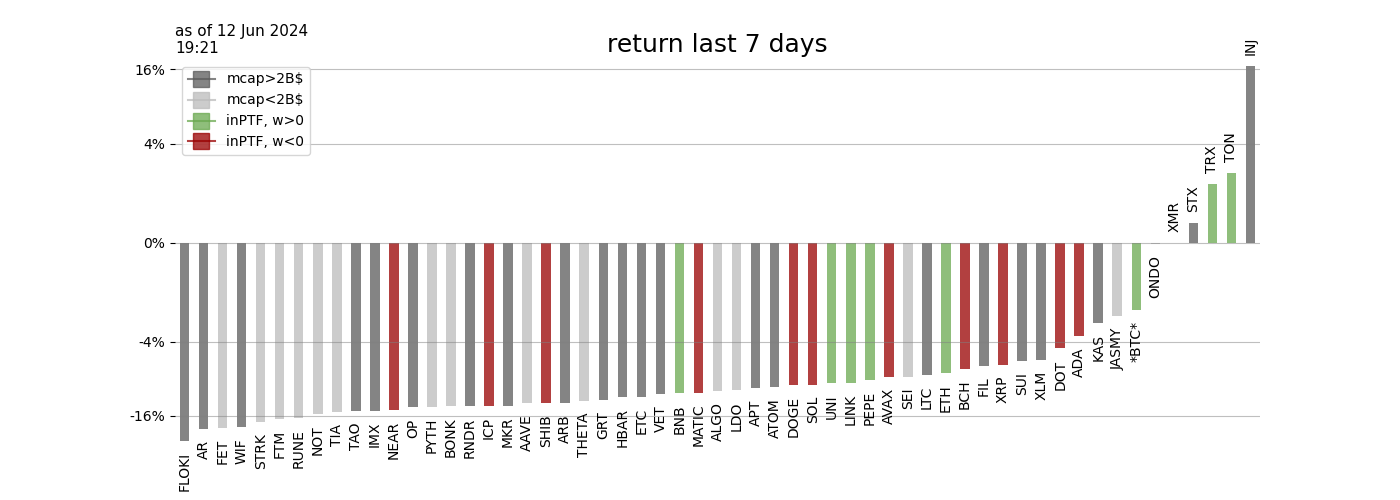 as of 12 Jun 2024
19:21
return last 7 days
mcap>2B$
mcap<2B$
inPTF, w>0
inPTF, w<0
16%
4%
0%
-4%
-16%
FLOKI
AR
FET
WIF
STRK
FTM
RUNE
NOT
TIA
TAO
IMX
NEAR
OP
PYTH
BONK
RNDR
ICP
MKR
AAVE
SHIB
ARB
THETA
GRT
HBAR
ETC
VET
BNB
MATIC
ALGO
LDO
APT
ATOM
DOGE
SOL
UNI
LINK
PEPE
AVAX
SEI
LTC
ETH
BCH
FIL
XRP
SUI
XLM
DOT
ADA
KAS
JASMY
*BTC*
ONDO
XMR
STX
TRX
TON
INJ